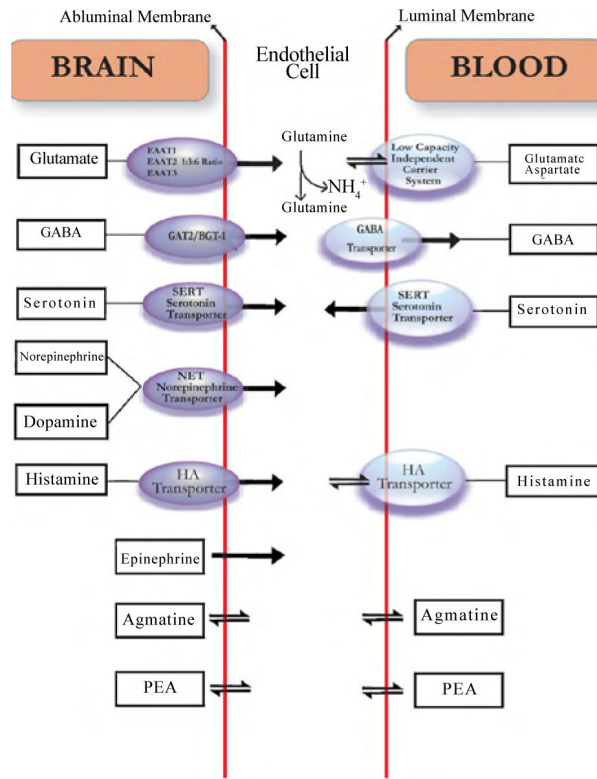 Abluminal Membrane
Luminal Membrane
BRAIN
Endothelial
Cell
BLOOD
Glutamate
EAAT1
EAAT2 1:3:6 Ratio
EAAT3
Glutamine
NH4+
Glutamine
Low Capacity
Independent
Carrier
System
Glutamate
Aspartate
GABA
GAT2/BGT-1
GABA
Transporter
GABA
Serotonin
SERT
Serotonin
Transporter
SERT
Serotonin
Transporter
Serotonin
Norepinephrine
Dopamine
NET
Norepinephrine
Transporter
Histamine
HA
Transporter
HA
Transporter
Histamine
Epinephrine
Agmatine
Agmatine
PEA
PEA